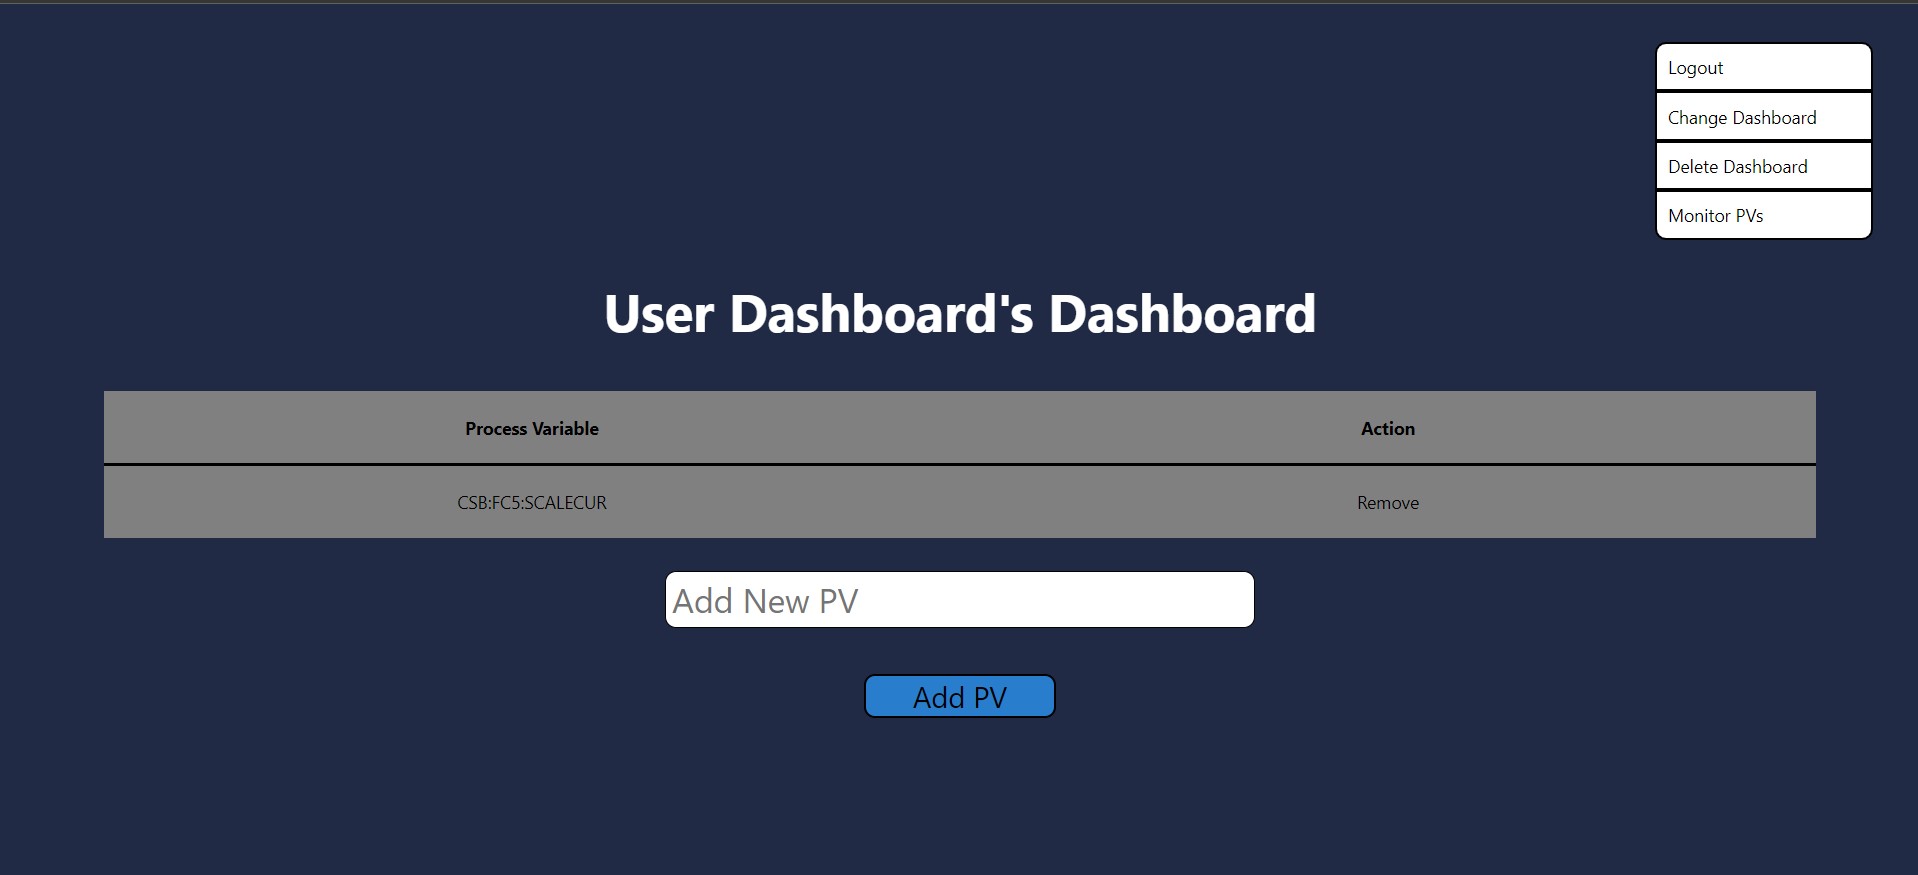 Logout
Change Dashboard
Delete Dashboard
Monitor PVs
User Dashboard's Dashboard
Process Variable Action
CSB:FC5:SCALECUR Remove
Add New PV
Add PV